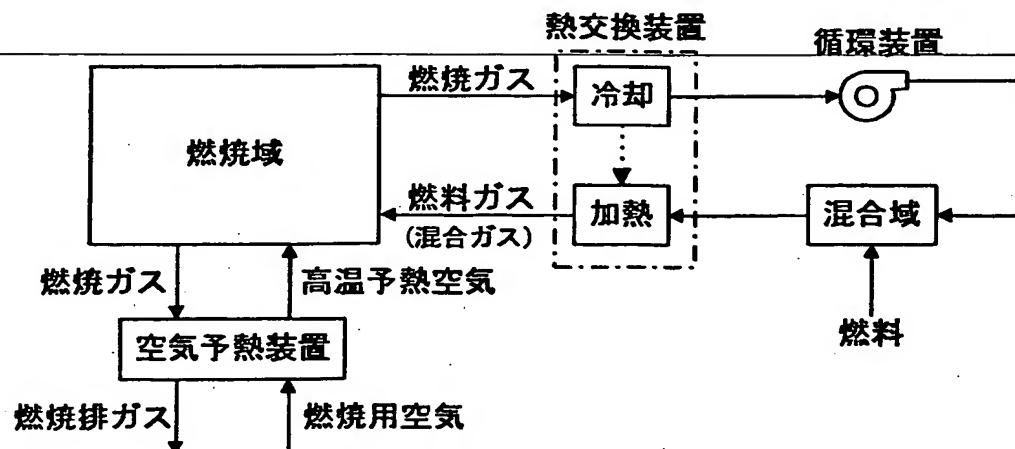 熱交換装置
循環装置
燃焼ガス
冷却
燃焼域
燃料ガス
(混合ガス)
加熱
混合域
燃焼ガス
高温予熱空気
燃料
空気予熱装置
燃焼排ガス
燃焼用空気